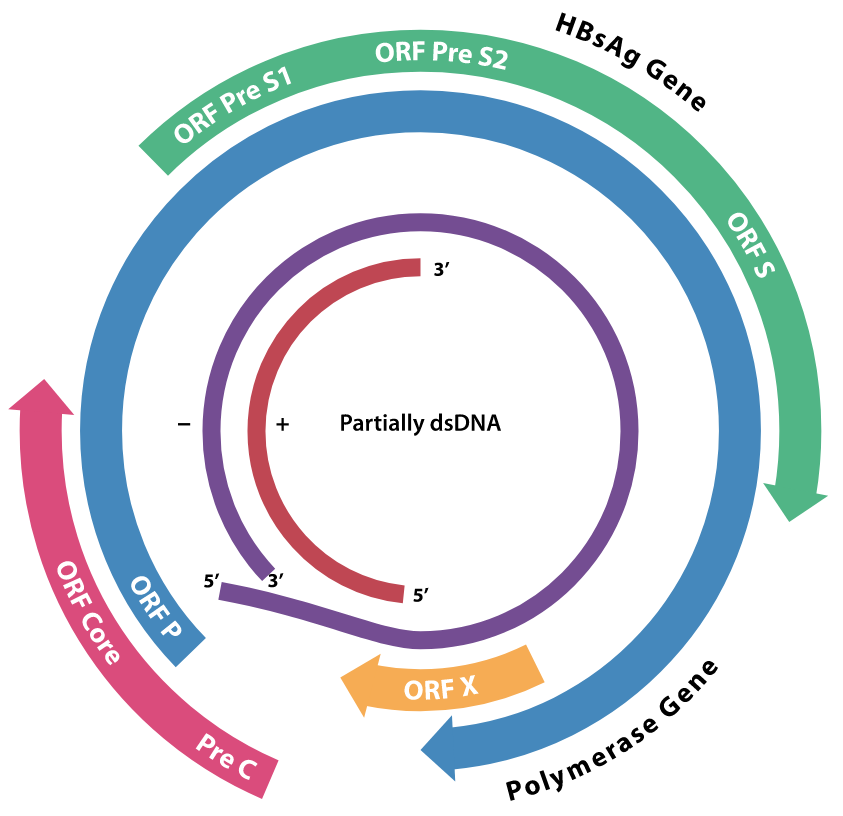 HBsAg Gene
ORF Pre S1
ORF Pre S2
ORF S
3’
–
+
Partially dsDNA
5’
3’
5’
ORF P
ORF Core
Pre C
ORF X
Polymerase Gene